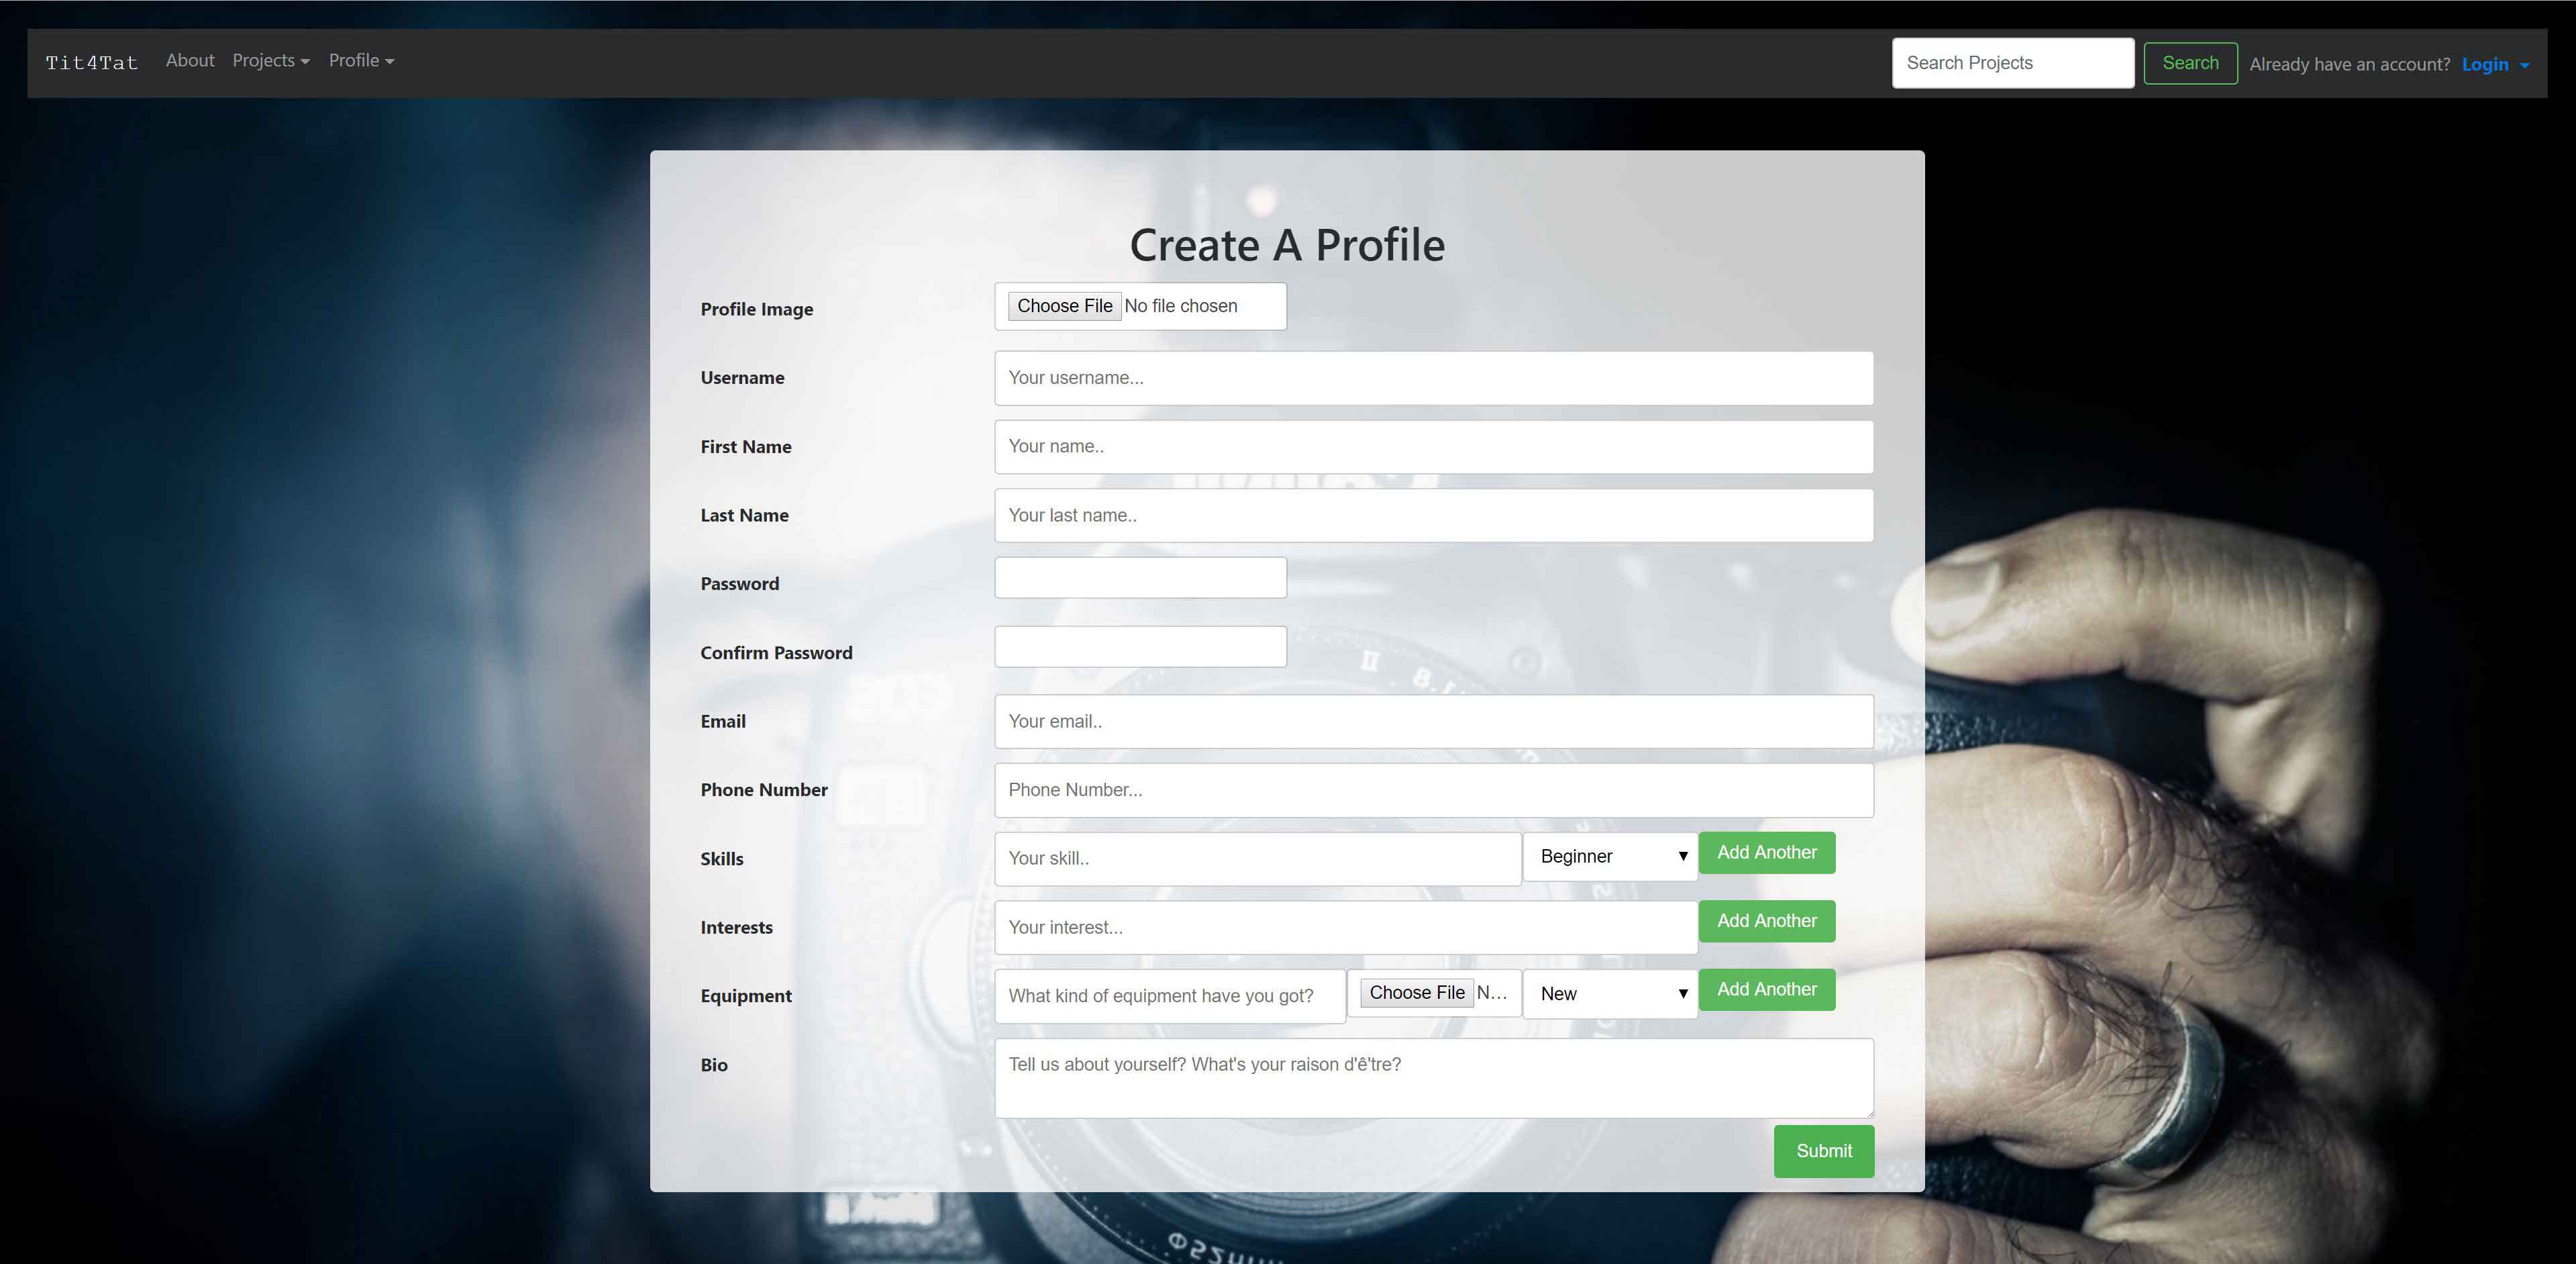 Tit4Tat About Projects Profile Search Projects Search Already have an account? Login
Create A Profile
Profile Image Choose File No file chosen
Username Your username...
First Name Your name..
Last Name Your last name..
Password
Confirm Password
Email Your email..
Phone Number Phone Number...
Skills Your skill.. Beginner Add Another
Interests Your interest... Add Another
Equipment What kind of equipment have you got? Choose File N... New Add Another
Bio Tell us about yourself? What's your raison d'ê'tre?
Submit